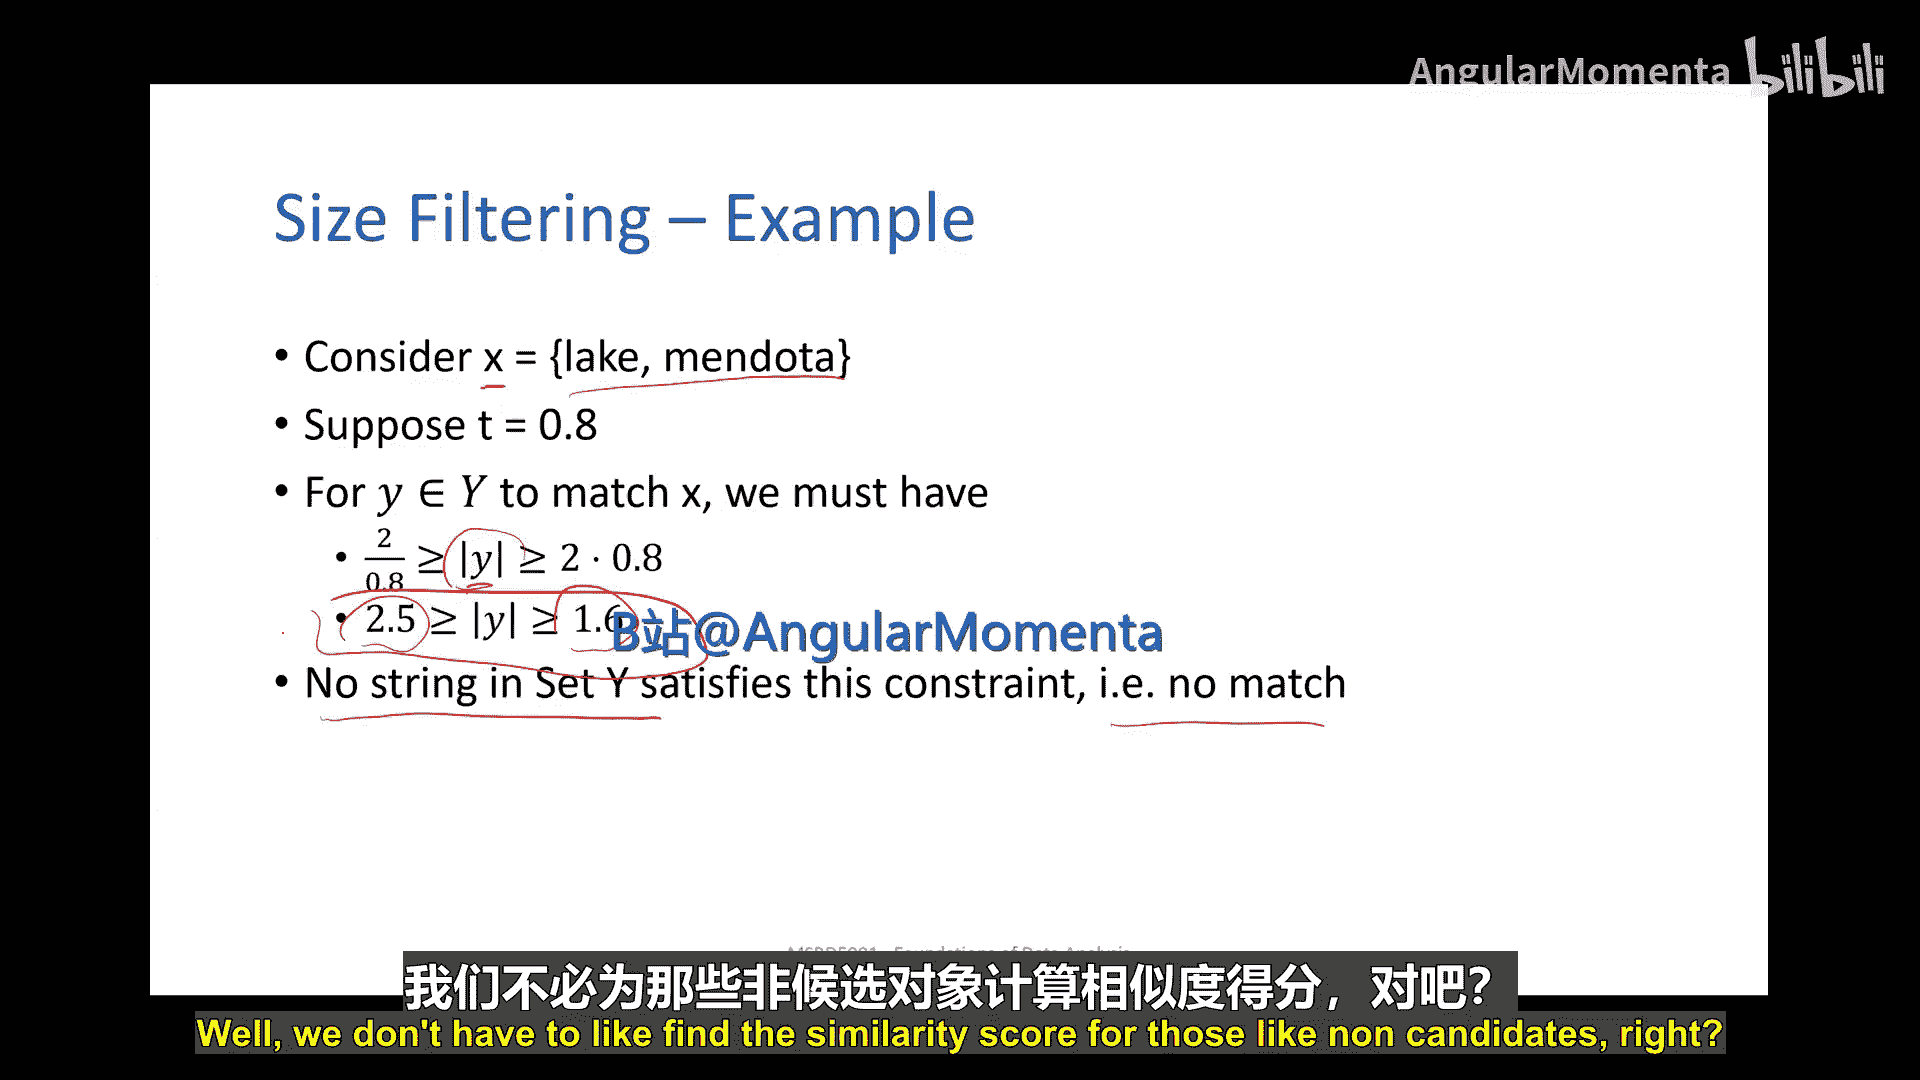 AngularMomenta bilibili
Size Filtering – Example
• Consider x = {lake, mendota}
• Suppose t = 0.8
• For y ∈ Y to match x, we must have
• 2/0.8 ≥ |y| ≥ 2 · 0.8
• 2.5 ≥ |y| ≥ 1.6
B站@AngularMomenta
• No string in Set Y satisfies this constraint, i.e. no match
我们不必为那些非候选对象计算相似度得分，对吧？
Well, we don't have to like find the similarity score for those like non candidates, right?